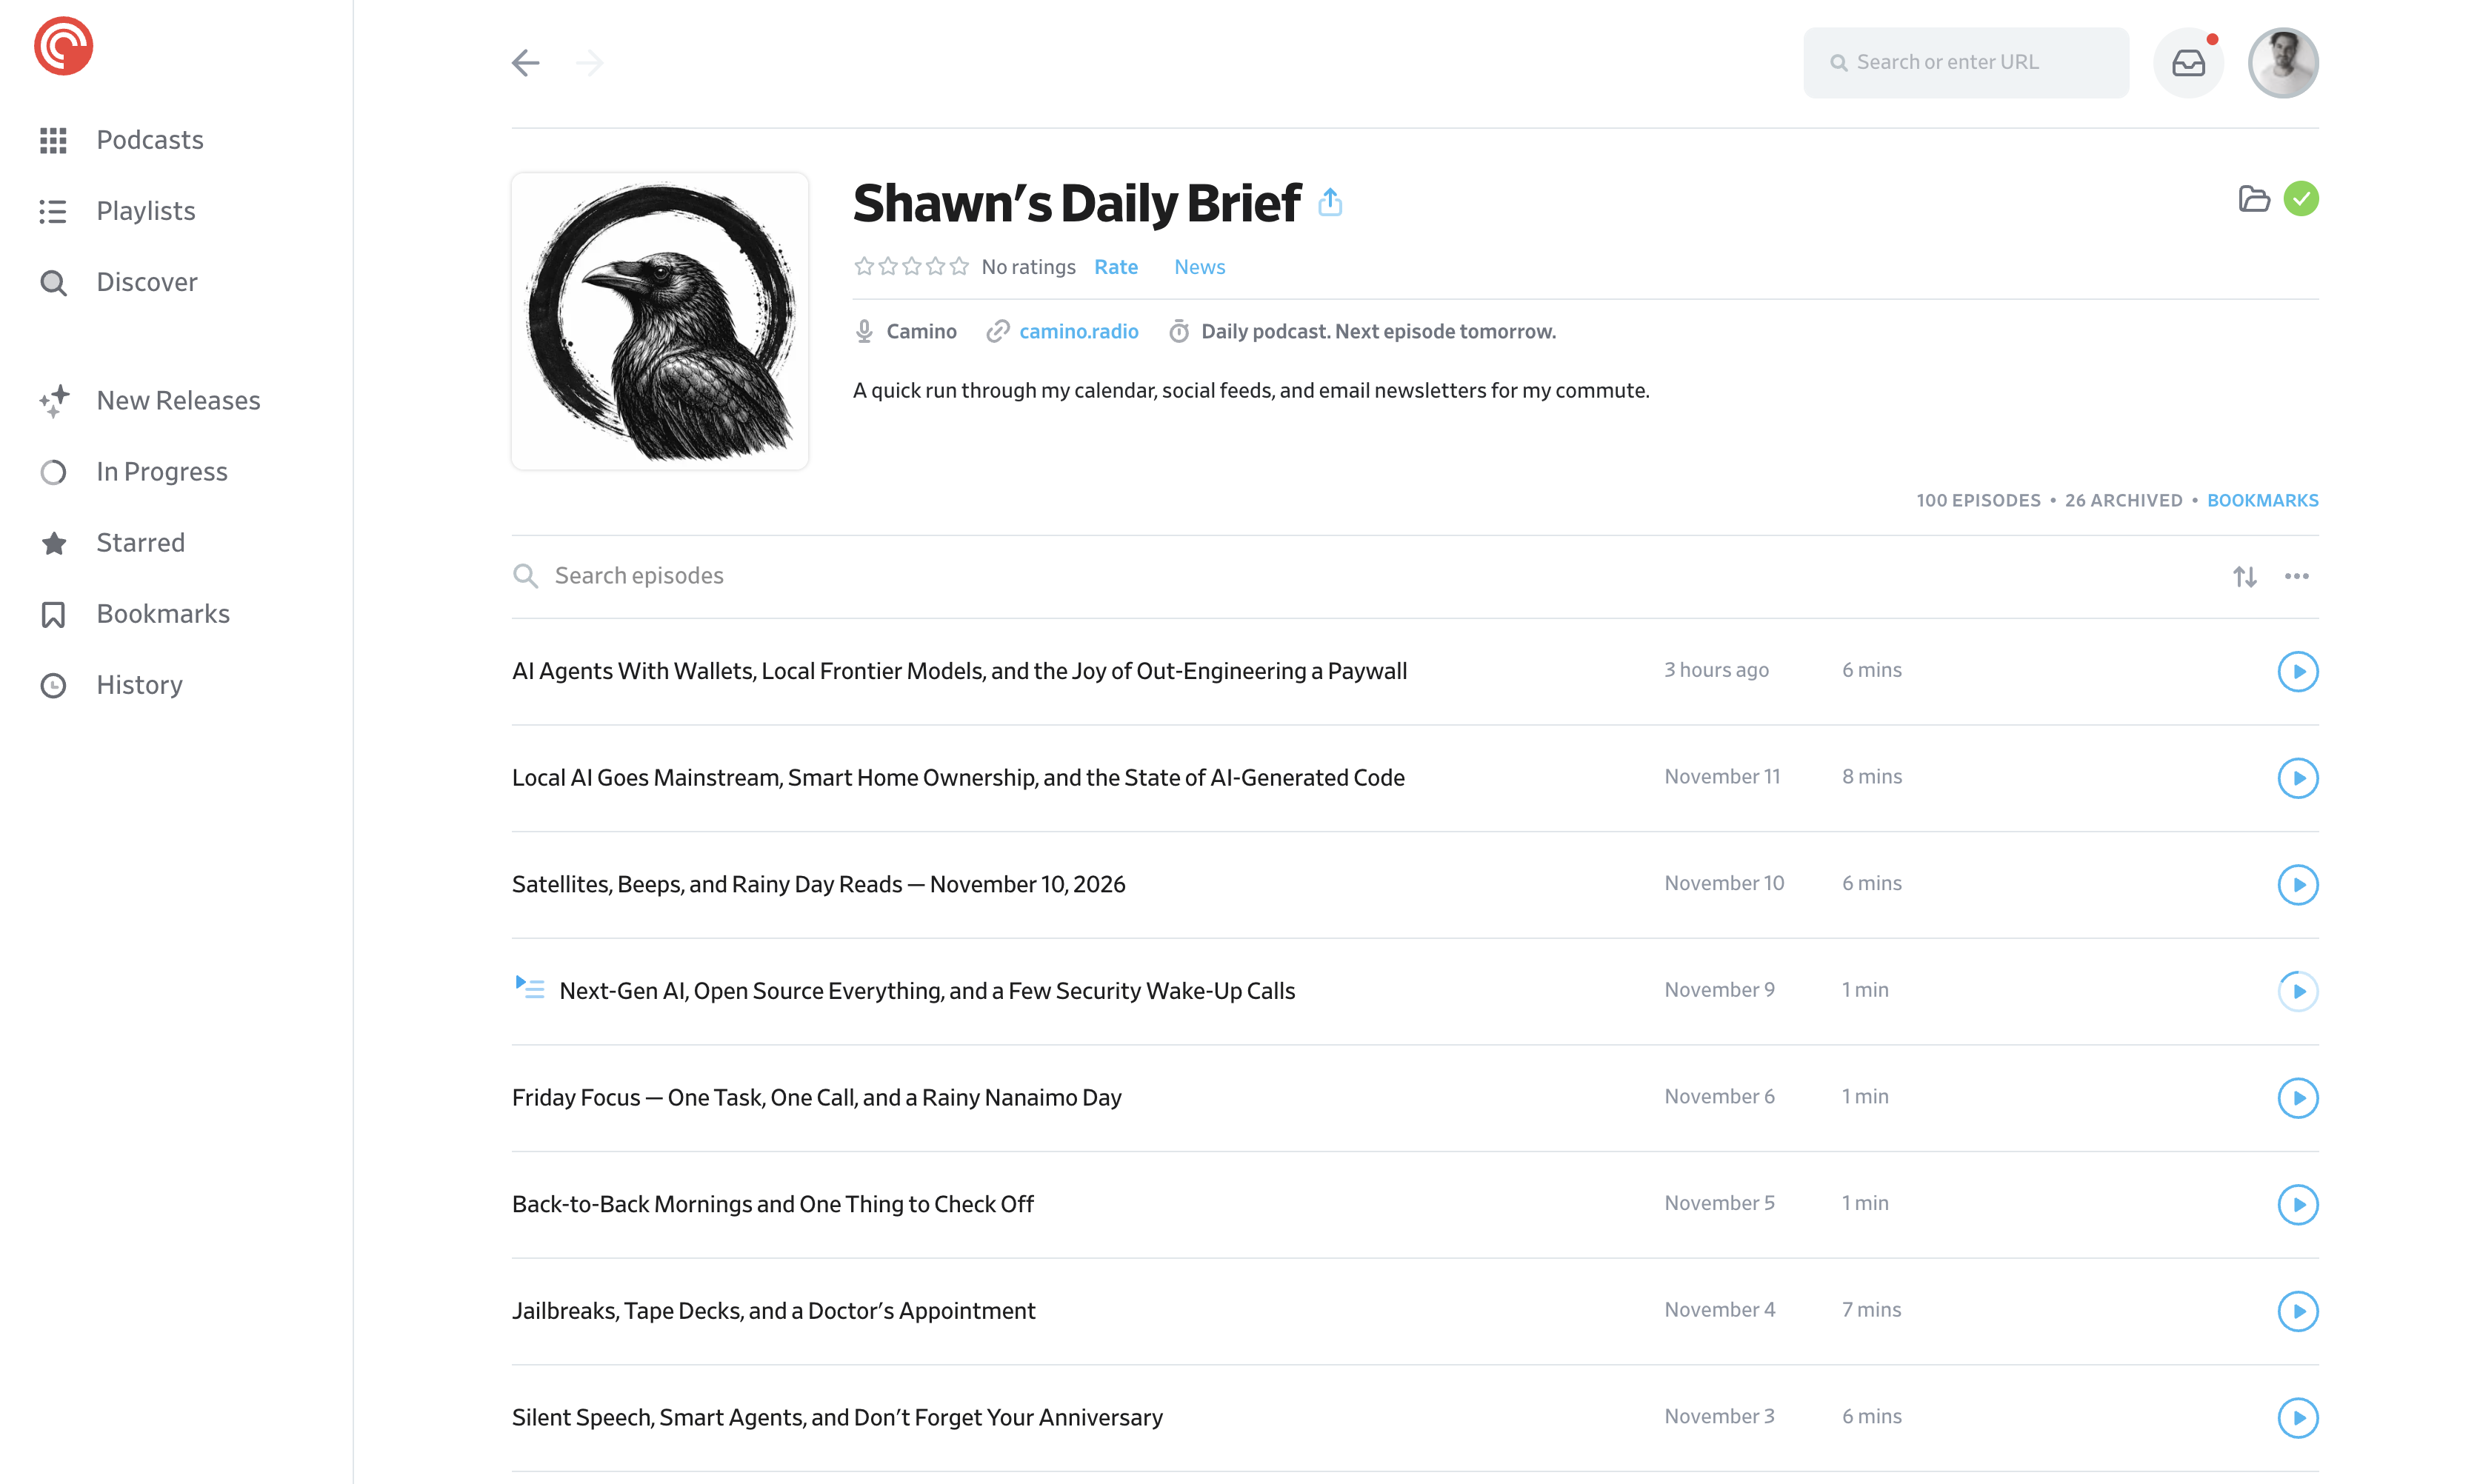 Search or enter URL
Podcasts
Playlists
Discover
New Releases
In Progress
Starred
Bookmarks
History
Shawn's Daily Brief
No ratings Rate News
Camino camino.radio Daily podcast. Next episode tomorrow.
A quick run through my calendar, social feeds, and email newsletters for my commute.
100 EPISODES • 26 ARCHIVED • BOOKMARKS
Search episodes
AI Agents With Wallets, Local Frontier Models, and the Joy of Out-Engineering a Paywall 3 hours ago 6 mins
Local AI Goes Mainstream, Smart Home Ownership, and the State of AI-Generated Code November 11 8 mins
Satellites, Beeps, and Rainy Day Reads — November 10, 2026 November 10 6 mins
Next-Gen AI, Open Source Everything, and a Few Security Wake-Up Calls November 9 1 min
Friday Focus — One Task, One Call, and a Rainy Nanaimo Day November 6 1 min
Back-to-Back Mornings and One Thing to Check Off November 5 1 min
Jailbreaks, Tape Decks, and a Doctor's Appointment November 4 7 mins
Silent Speech, Smart Agents, and Don't Forget Your Anniversary November 3 6 mins